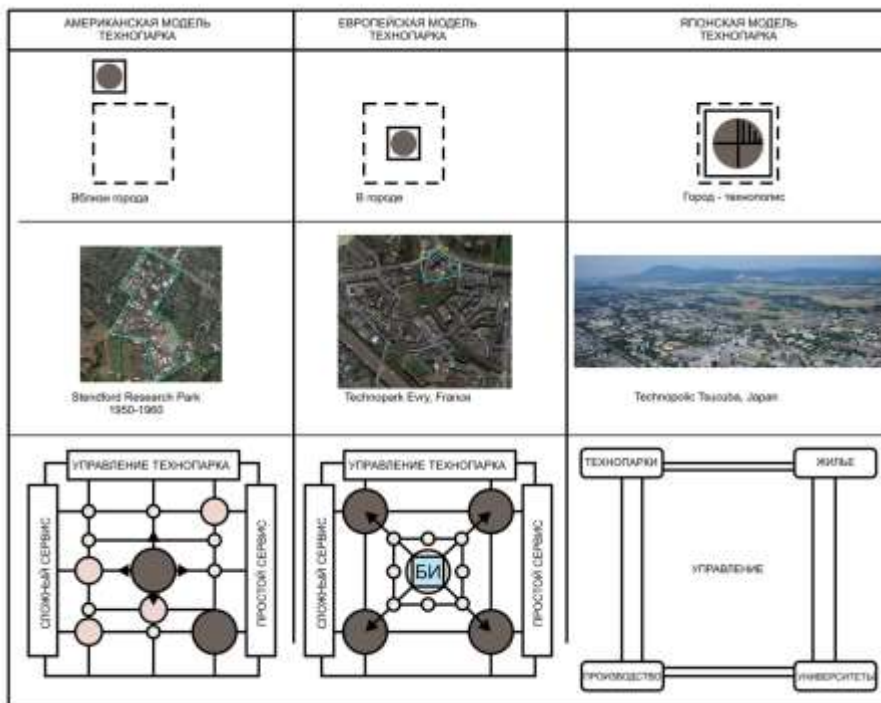 АМЕРИКАНСКАЯ МОДЕЛЬ
ТЕХНОПАРКА
ЕВРОПЕЙСКАЯ МОДЕЛЬ
ТЕХНОПАРКА
ЯПОНСКАЯ МОДЕЛЬ
ТЕХНОПАРКА
Вблизи города
В городе
Город - технополис
Stendford Research Park
1950-1960
Technopark Evry, France
Technopolic Tsucuba, Japan
УПРАВЛЕНИЕ ТЕХНОПАРКА
СЛОЖНЫЙ СЕРВИС
ПРОСТОЙ СЕРВИС
УПРАВЛЕНИЕ ТЕХНОПАРКА
СЛОЖНЫЙ СЕРВИС
БИ
ПРОСТОЙ СЕРВИС
ТЕХНОПАРКИ
ЖИЛЬЕ
УПРАВЛЕНИЕ
ПРОИЗВОДСТВО
УНИВЕРСИТЕТЫ